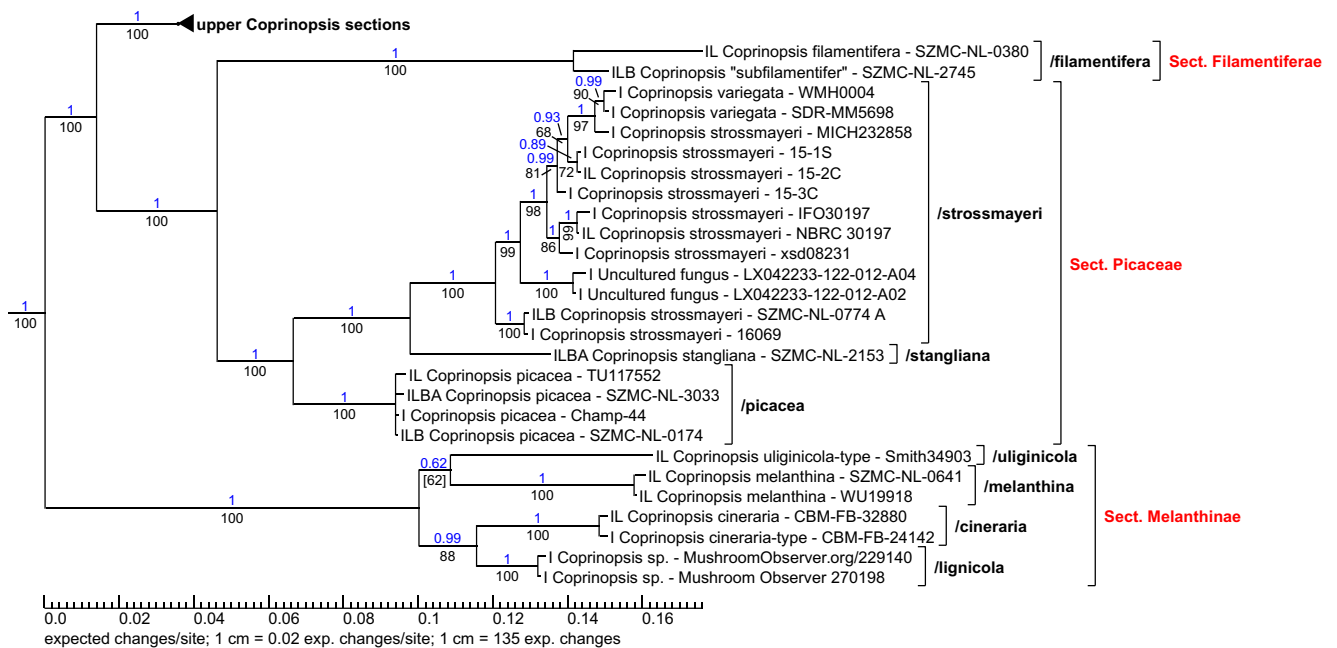 1
100
upper Coprinopsis sections
IL Coprinopsis filamentifera - SZMC-NL-0380
1
100
/filamentifera
Sect. Filamentiferae
ILB Coprinopsis "subfilamentifer" - SZMC-NL-2745
0.99
90
I Coprinopsis variegata - WMH0004
1
100
I Coprinopsis variegata - SDR-MM5698
1
97
0.93
68
I Coprinopsis strossmayeri - MICH232858
0.89
I Coprinopsis strossmayeri - 15-1S
0.99
81
72
IL Coprinopsis strossmayeri - 15-2C
I Coprinopsis strossmayeri - 15-3C
1
98
1
99
I Coprinopsis strossmayeri - IFO30197
/strossmayeri
1
100
IL Coprinopsis strossmayeri - NBRC 30197
1
86
1
99
I Coprinopsis strossmayeri - xsd08231
Sect. Picaceae
I Uncultured fungus - LX042233-122-012-A04
1
100
1
100
I Uncultured fungus - LX042233-122-012-A02
1
100
ILB Coprinopsis strossmayeri - SZMC-NL-0774 A
1
100
1
100
I Coprinopsis strossmayeri - 16069
1
100
ILBA Coprinopsis stangliana - SZMC-NL-2153
/stangliana
IL Coprinopsis picacea - TU117552
ILBA Coprinopsis picacea - SZMC-NL-3033
1
100
/picacea
I Coprinopsis picacea - Champ-44
ILB Coprinopsis picacea - SZMC-NL-0174
IL Coprinopsis uliginicola-type - Smith34903
/uliginicola
0.62
[62]
IL Coprinopsis melanthina - SZMC-NL-0641
1
100
/melanthina
IL Coprinopsis melanthina - WU19918
1
100
IL Coprinopsis cineraria - CBM-FB-32880
Sect. Melanthinae
1
100
/cineraria
I Coprinopsis cineraria-type - CBM-FB-24142
0.99
88
I Coprinopsis sp. - MushroomObserver.org/229140
1
100
/lignicola
I Coprinopsis sp. - Mushroom Observer 270198
0.0 0.02 0.04 0.06 0.08 0.1 0.12 0.14 0.16
expected changes/site; 1 cm = 0.02 exp. changes/site; 1 cm = 135 exp. changes